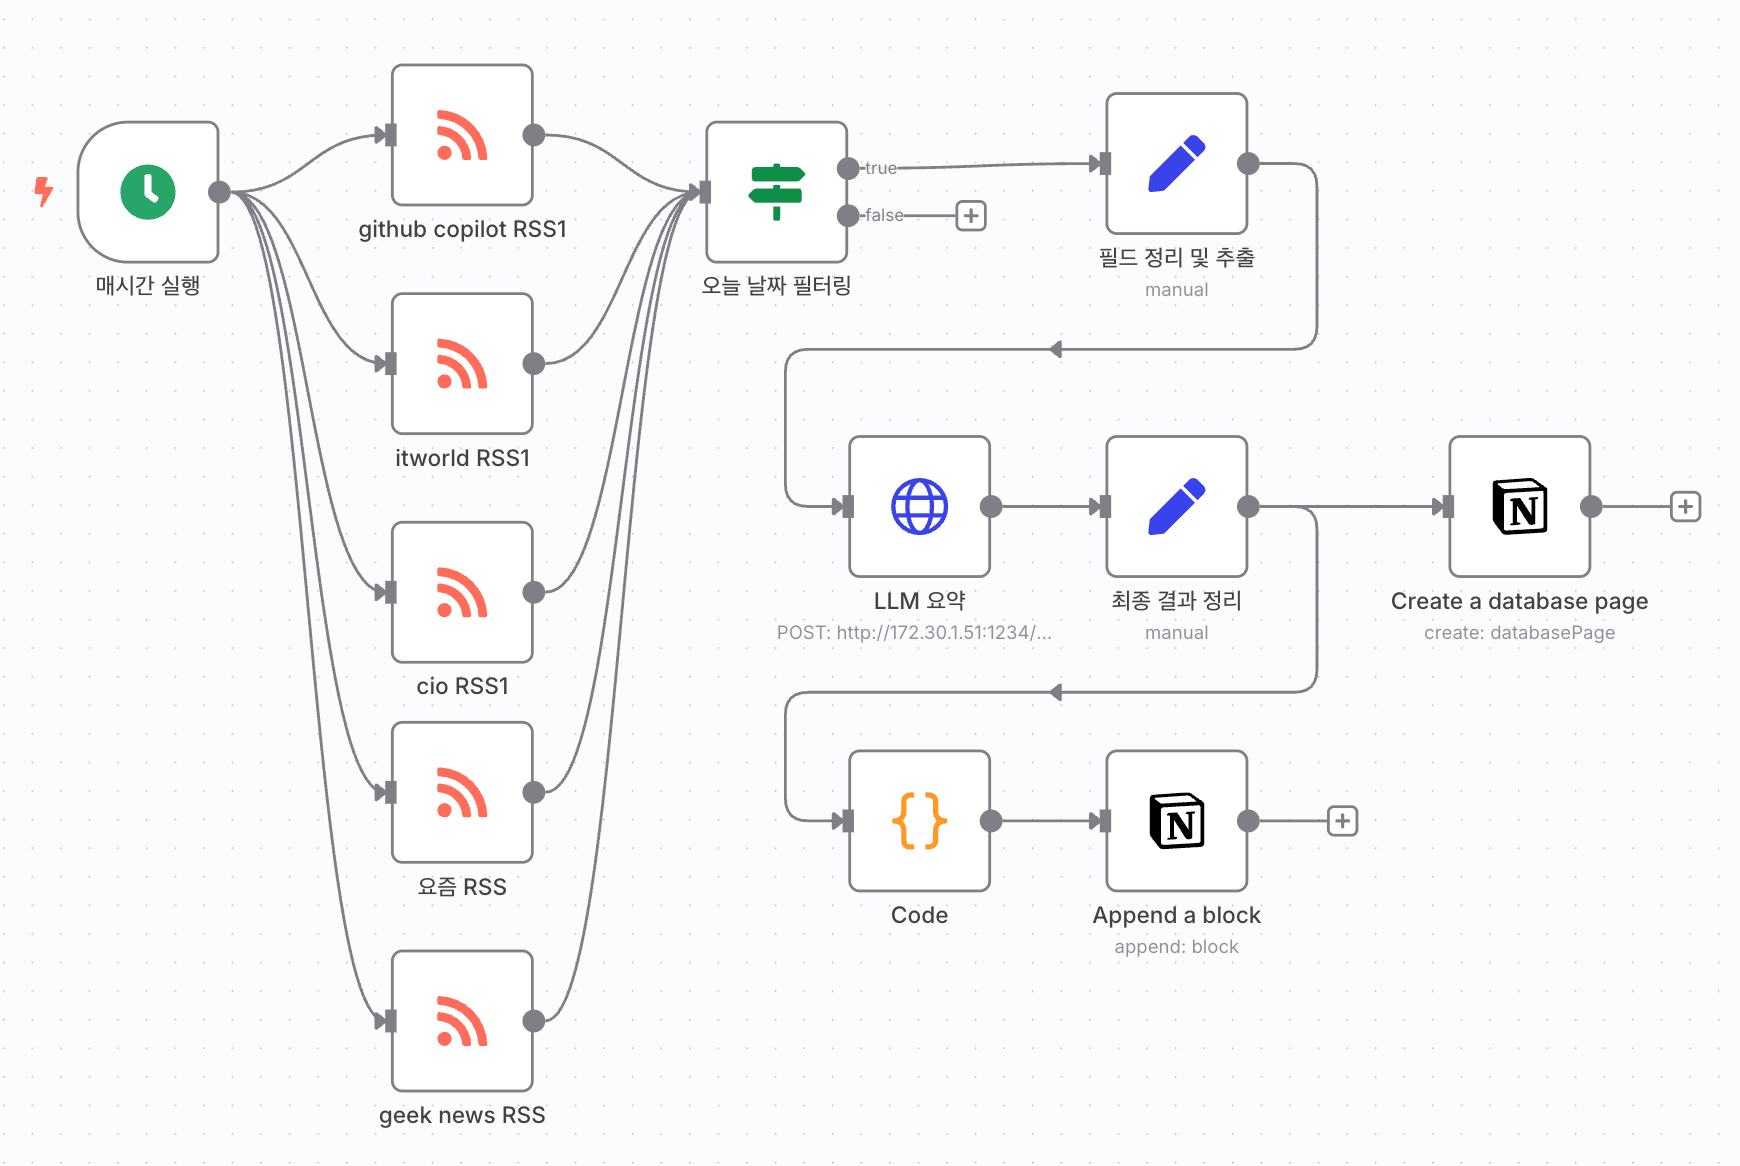 매시간 실행
github copilot RSS1
itworld RSS1
cio RSS1
요즘 RSS
geek news RSS
오늘 날짜 필터링
true
false
필드 정리 및 추출
manual
LLM 요약
POST: http://172.30.1.51:1234/...
최종 결과 정리
manual
N
Create a database page
create: databasePage
{}
Code
N
Append a block
append: block